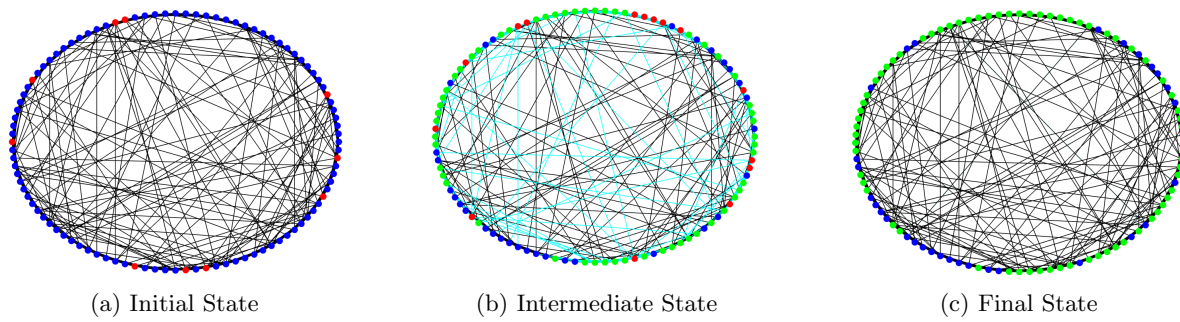 (a) Initial State
(b) Intermediate State
(c) Final State